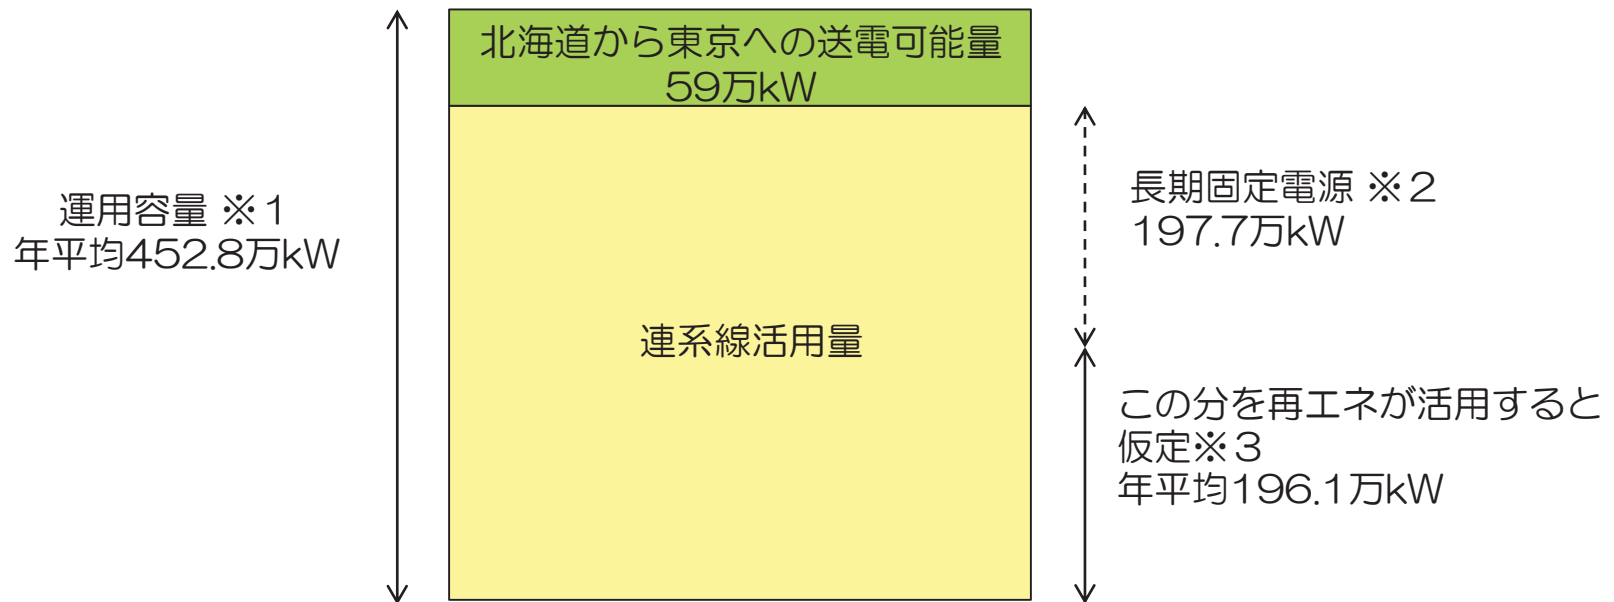 北海道から東京への送電可能量
59万kW
運用容量 ※1
年平均452.8万kW
長期固定電源 ※2
197.7万kW
連系線活用量
この分を再エネが活用すると
仮定※3
年平均196.1万kW